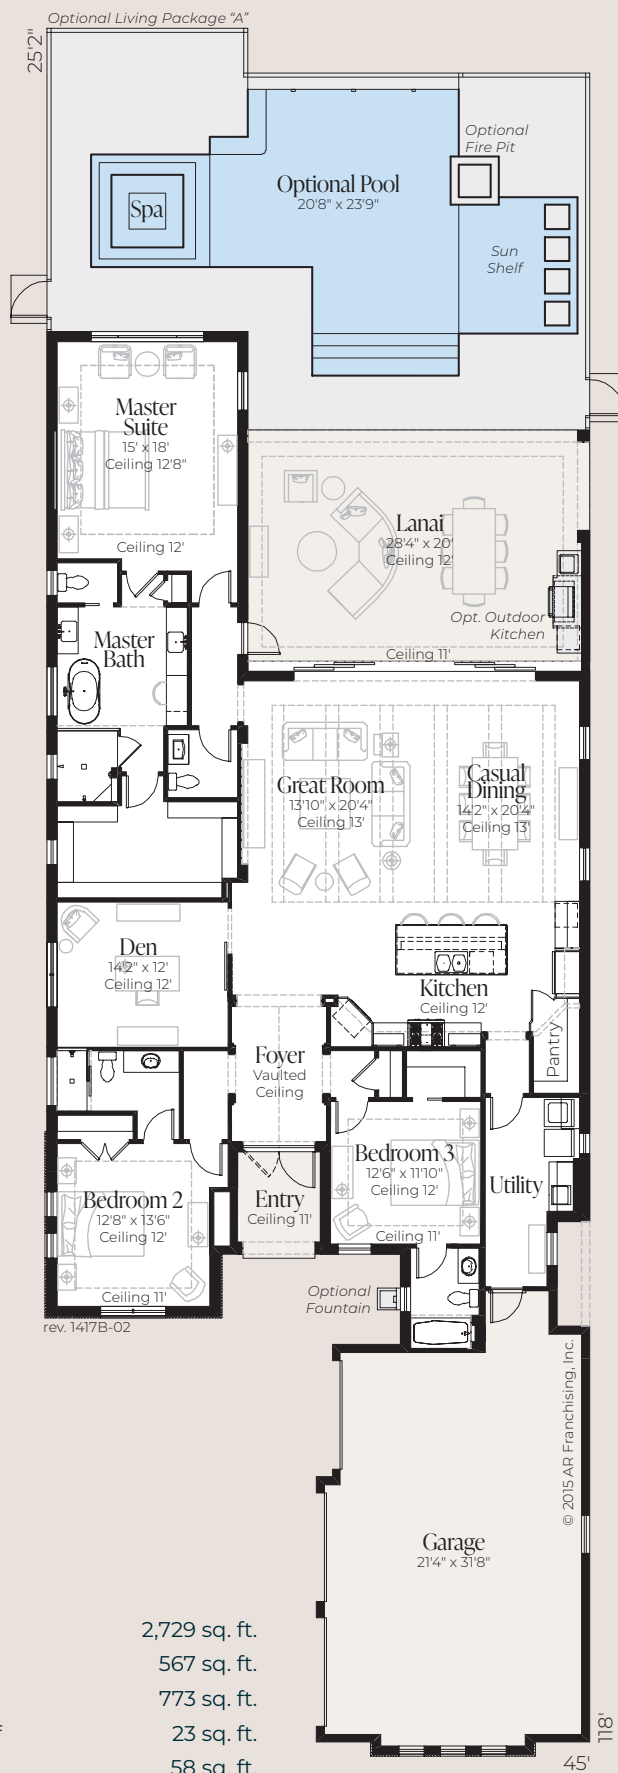 Optional Living Package “A”
25'2"
Optional
Fire Pit
Optional Pool
20'8" x 23'9"
Spa
Sun
Shelf
Master
Suite
15' x 18'
Ceiling 12'8"
Ceiling 12'
Lanai
28'4" x 20'
Ceiling 12'
Opt. Outdoor
Kitchen
Ceiling 11'
Master
Bath
Great Room
13'10" x 20'4"
Ceiling 13'
Casual
Dining
14'2" x 20'4"
Ceiling 13'
Den
14'2" x 12'
Ceiling 12'
Kitchen
Ceiling 12'
Pantry
Foyer
Vaulted
Ceiling
Bedroom 3
12'6" x 11'10"
Ceiling 12'
Ceiling 11'
Utility
Bedroom 2
12'8" x 13'6"
Ceiling 12'
Ceiling 11'
Entry
Ceiling 11'
Optional
Fountain
rev. 1417B-02
© 2015 AR Franchising, Inc.
Garage
21'4" x 31'8"
2,729 sq. ft.
567 sq. ft.
773 sq. ft.
23 sq. ft.
58 sq. ft.
118'
45'